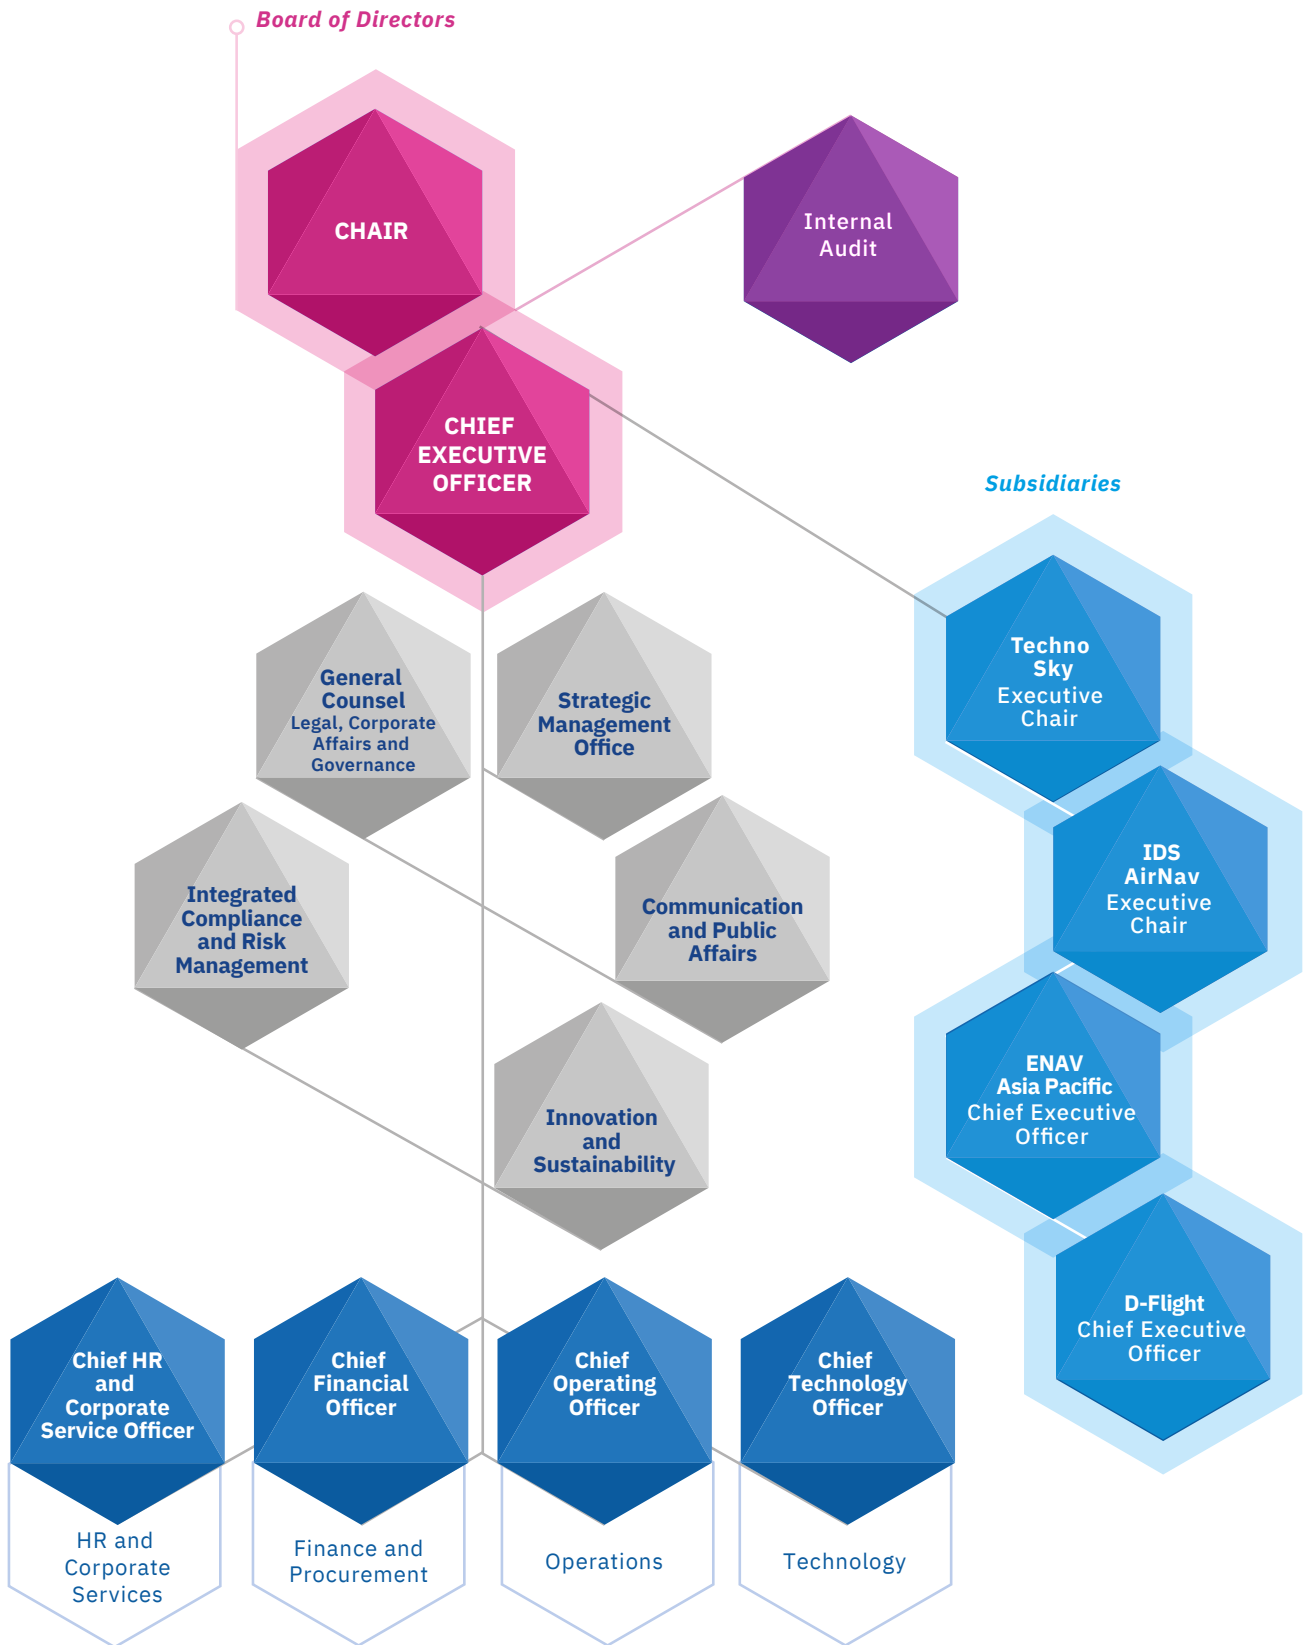 Board of Directors
CHAIR
Internal
Audit
CHIEF
EXECUTIVE
OFFICER
Subsidiaries
General
Counsel
Legal, Corporate
Affairs and
Governance
Strategic
Management
Office
Techno
Sky
Executive
Chair
Integrated
Compliance
and Risk
Management
Communication
and Public
Affairs
IDS
AirNav
Executive
Chair
Innovation
and
Sustainability
ENAV
Asia Pacific
Chief Executive
Officer
D-Flight
Chief Executive
Officer
Chief HR
and
Corporate
Service Officer
Chief
Financial
Officer
Chief
Operating
Officer
Chief
Technology
Officer
HR and
Corporate
Services
Finance and
Procurement
Operations
Technology